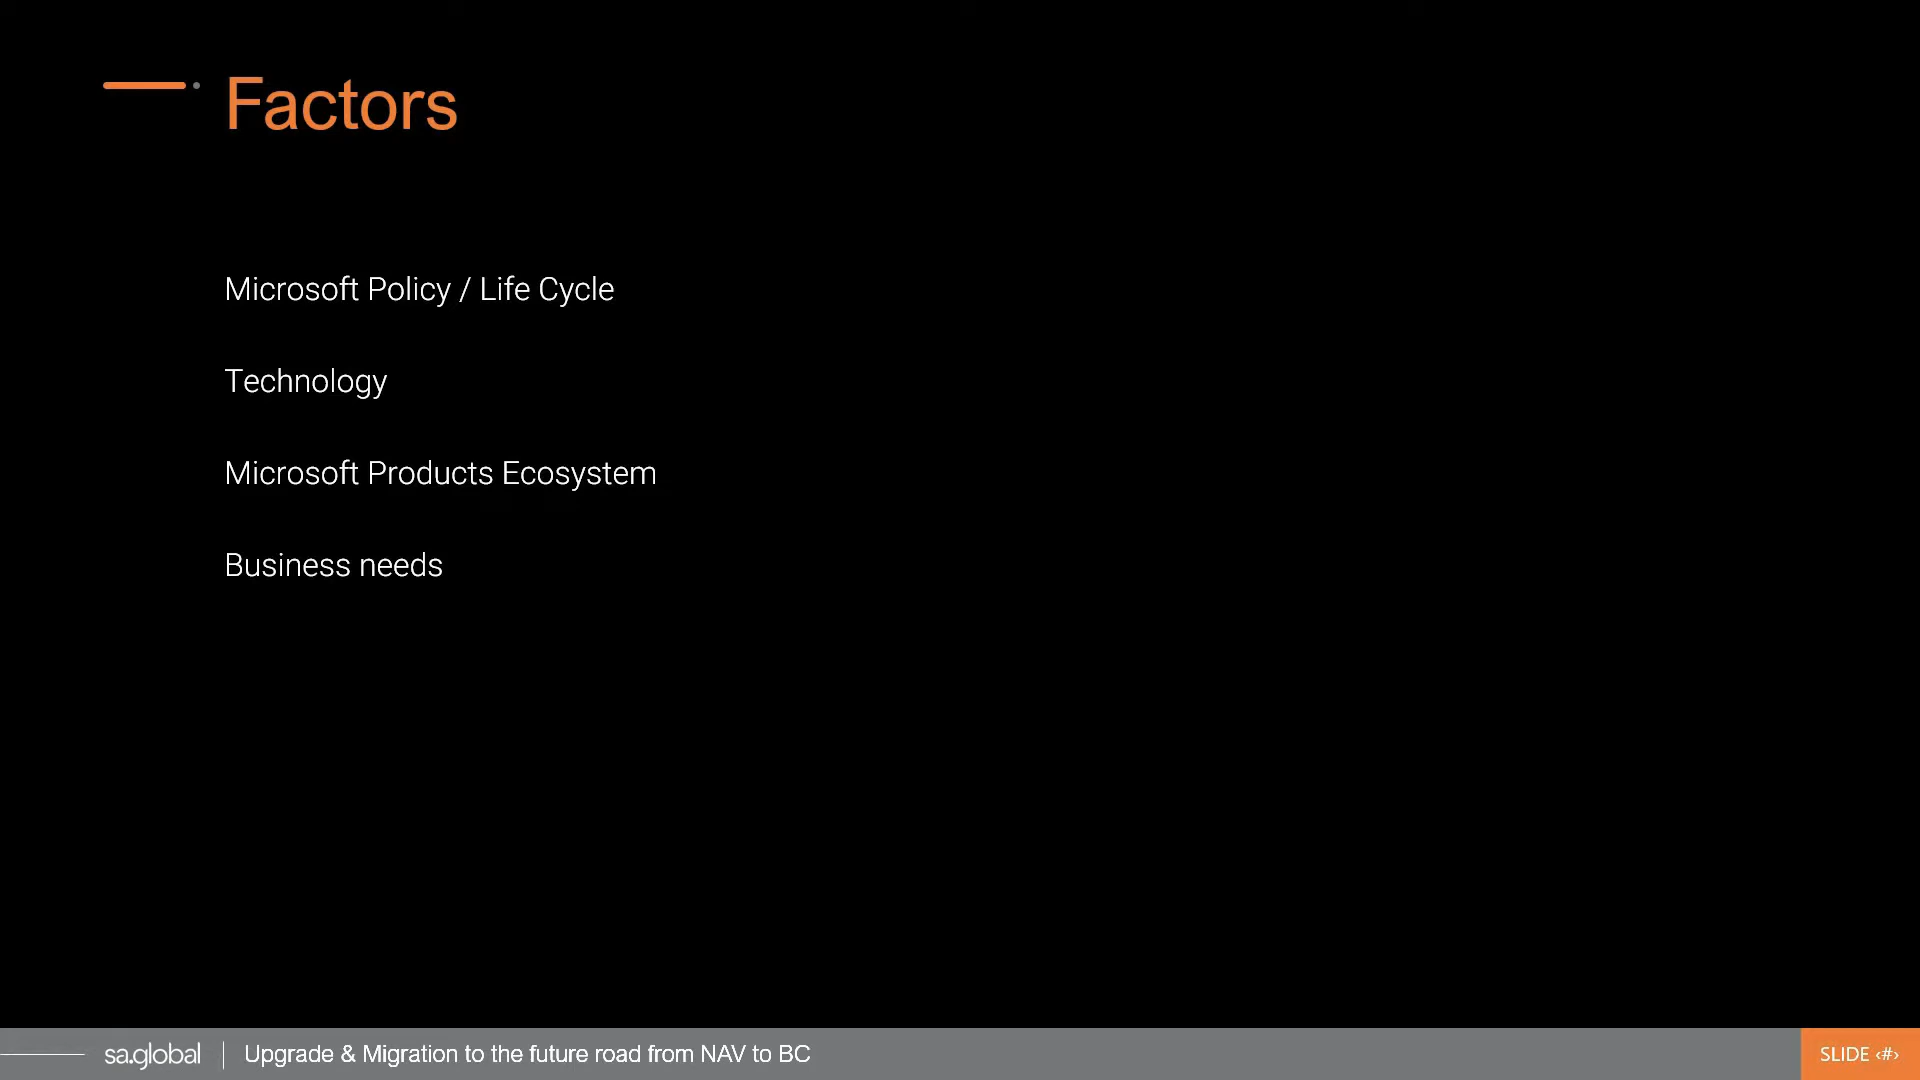 Factors
Microsoft Policy / Life Cycle
Technology
Microsoft Products Ecosystem
Business needs
sa.global
Upgrade & Migration to the future road from NAV to BC
SLIDE ‹#›